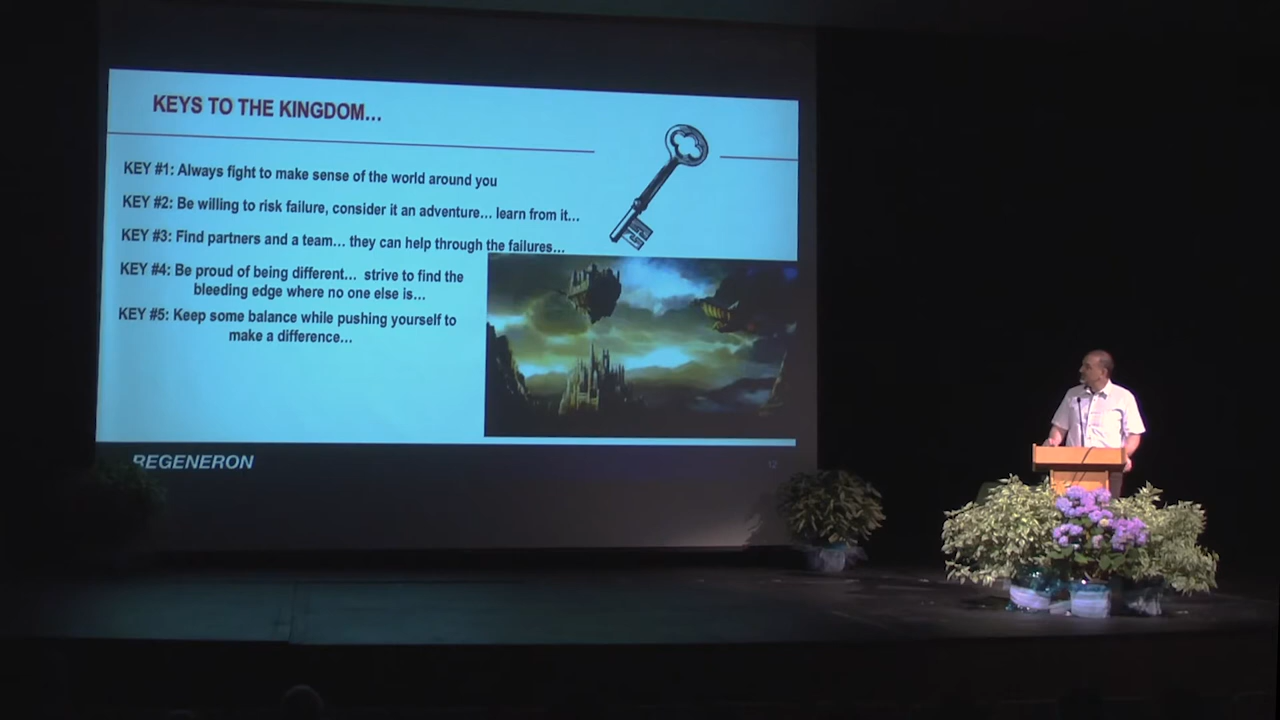 KEYS TO THE KINGDOM...
KEY #1: Always fight to make sense of the world around you
KEY #2: Be willing to risk failure, consider it an adventure... learn from it...
KEY #3: Find partners and a team... they can help through the failures...
KEY #4: Be proud of being different... strive to find the
bleeding edge where no one else is...
KEY #5: Keep some balance while pushing yourself to
make a difference...
REGENERON